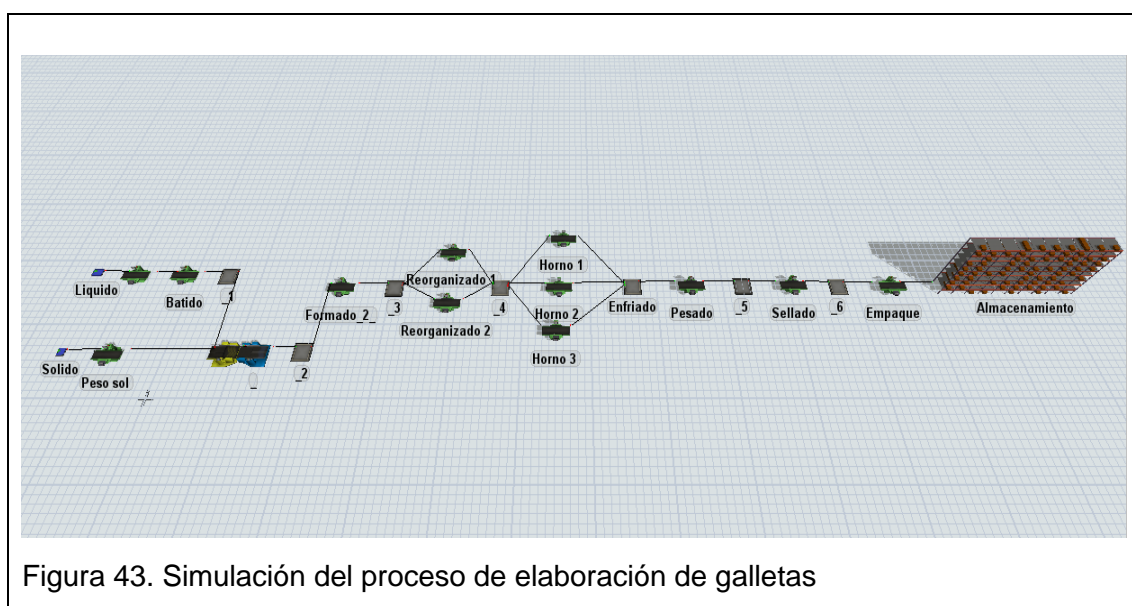 Liquido
Batido
_1
Solido
Peso sol
_
_2
Formado_2_
_3
Reorganizado 1
Reorganizado 2
_4
Horno 1
Horno 2
Horno 3
Enfriado
Pesado
_5
Sellado
_6
Empaque
Almacenamiento
Figura 43. Simulación del proceso de elaboración de galletas